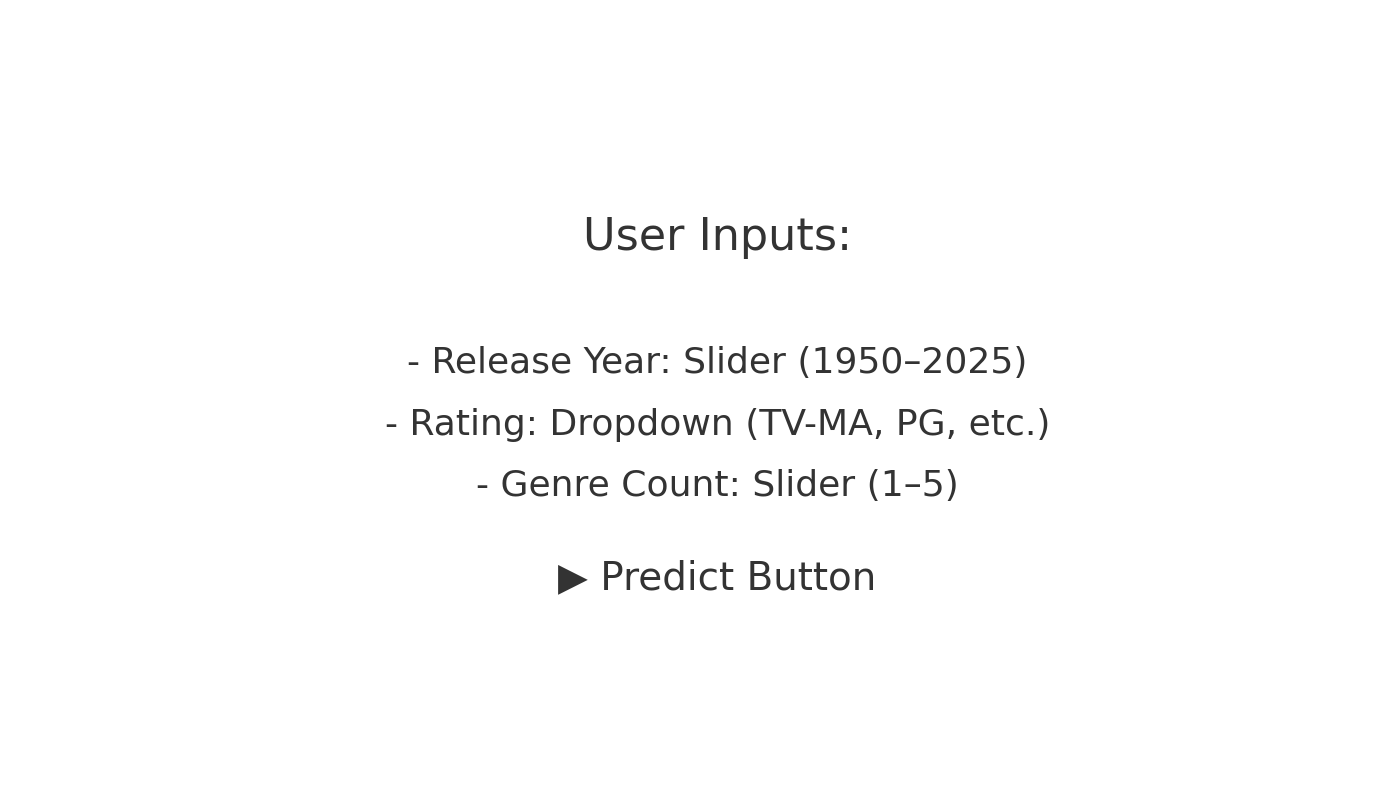 User Inputs:
- Release Year: Slider (1950–2025)
- Rating: Dropdown (TV-MA, PG, etc.)
- Genre Count: Slider (1–5)
▶ Predict Button